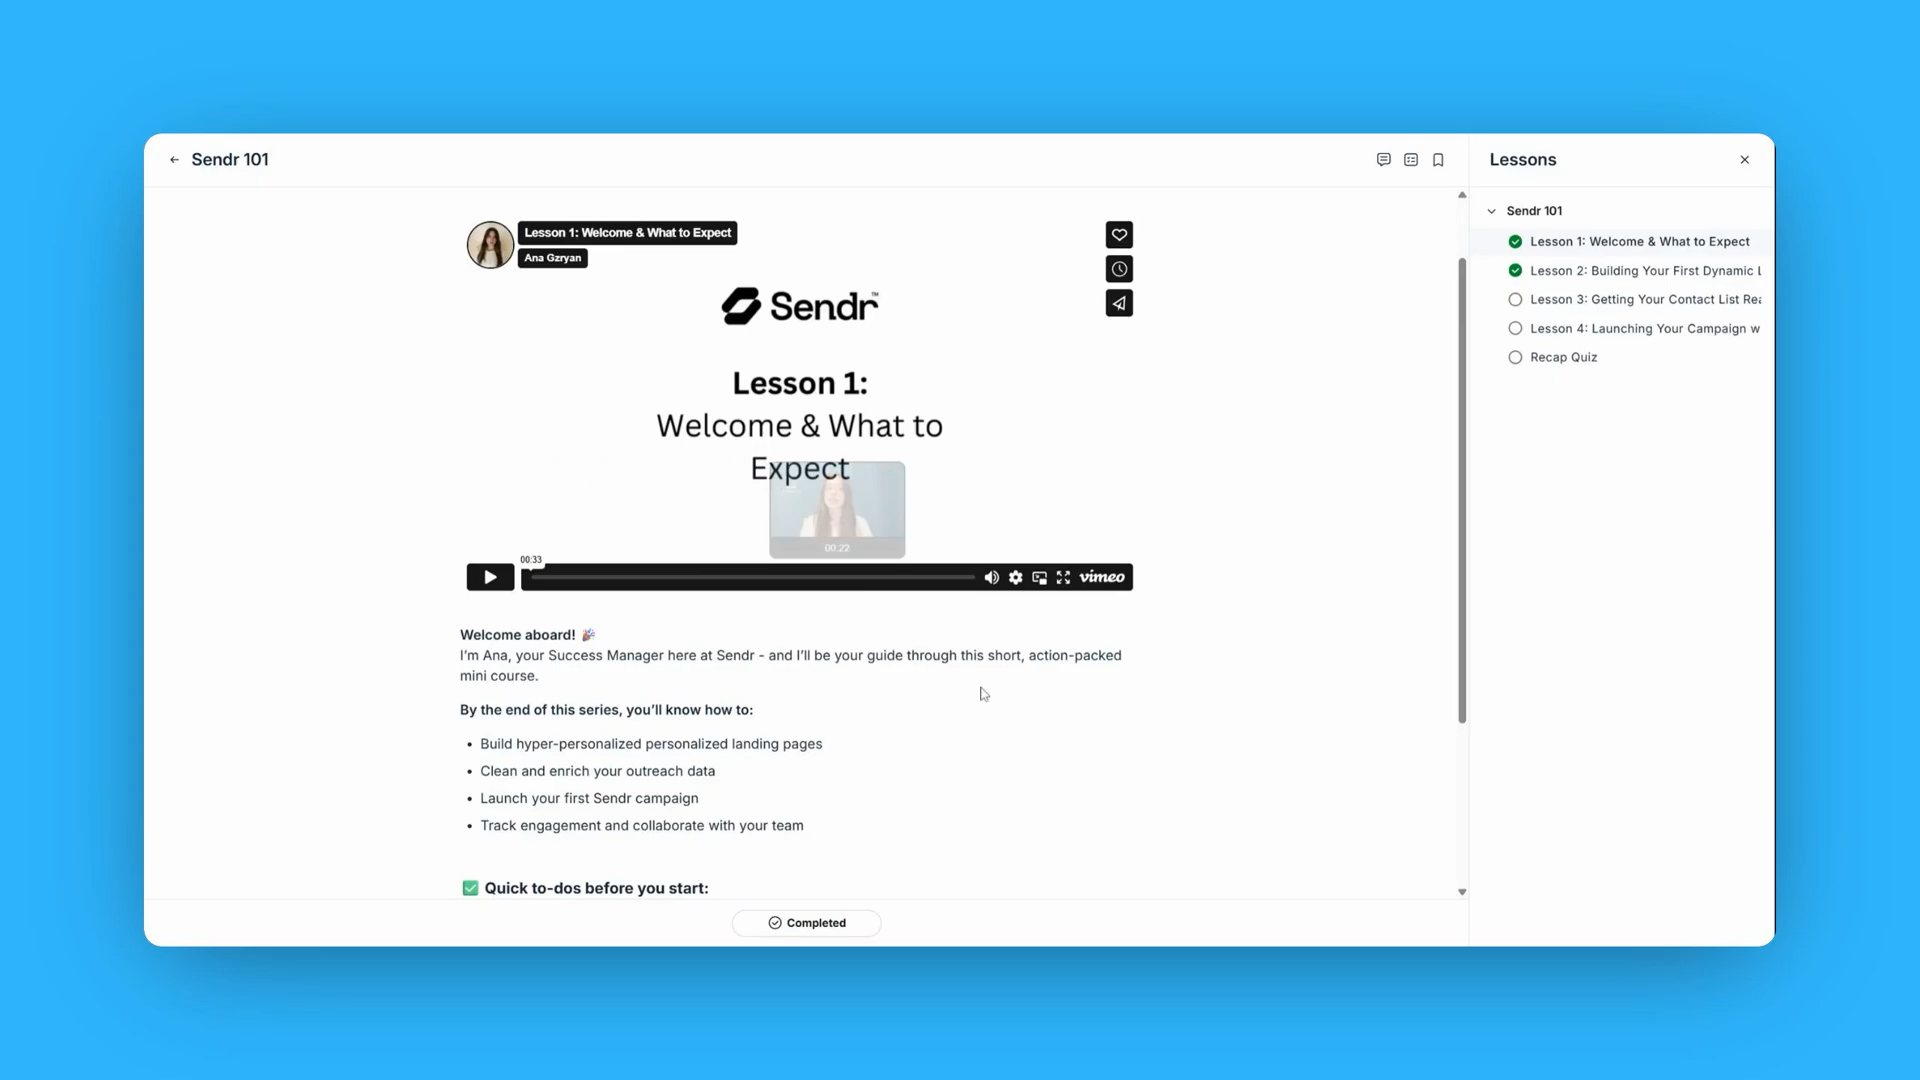 Sendr 101
Lessons
Sendr 101
Lesson 1: Welcome & What to Expect
Lesson 2: Building Your First Dynamic L
Lesson 3: Getting Your Contact List Rea
Lesson 4: Launching Your Campaign w
Recap Quiz
Lesson 1: Welcome & What to Expect
Ana Gzryan
Sendr™
Lesson 1:
Welcome & What to
Expect
00:22
00:33
vimeo
Welcome aboard! 🎉
I'm Ana, your Success Manager here at Sendr - and I'll be your guide through this short, action-packed
mini course.
By the end of this series, you'll know how to:
• Build hyper-personalized personalized landing pages
• Clean and enrich your outreach data
• Launch your first Sendr campaign
• Track engagement and collaborate with your team
✅ Quick to-dos before you start:
Completed